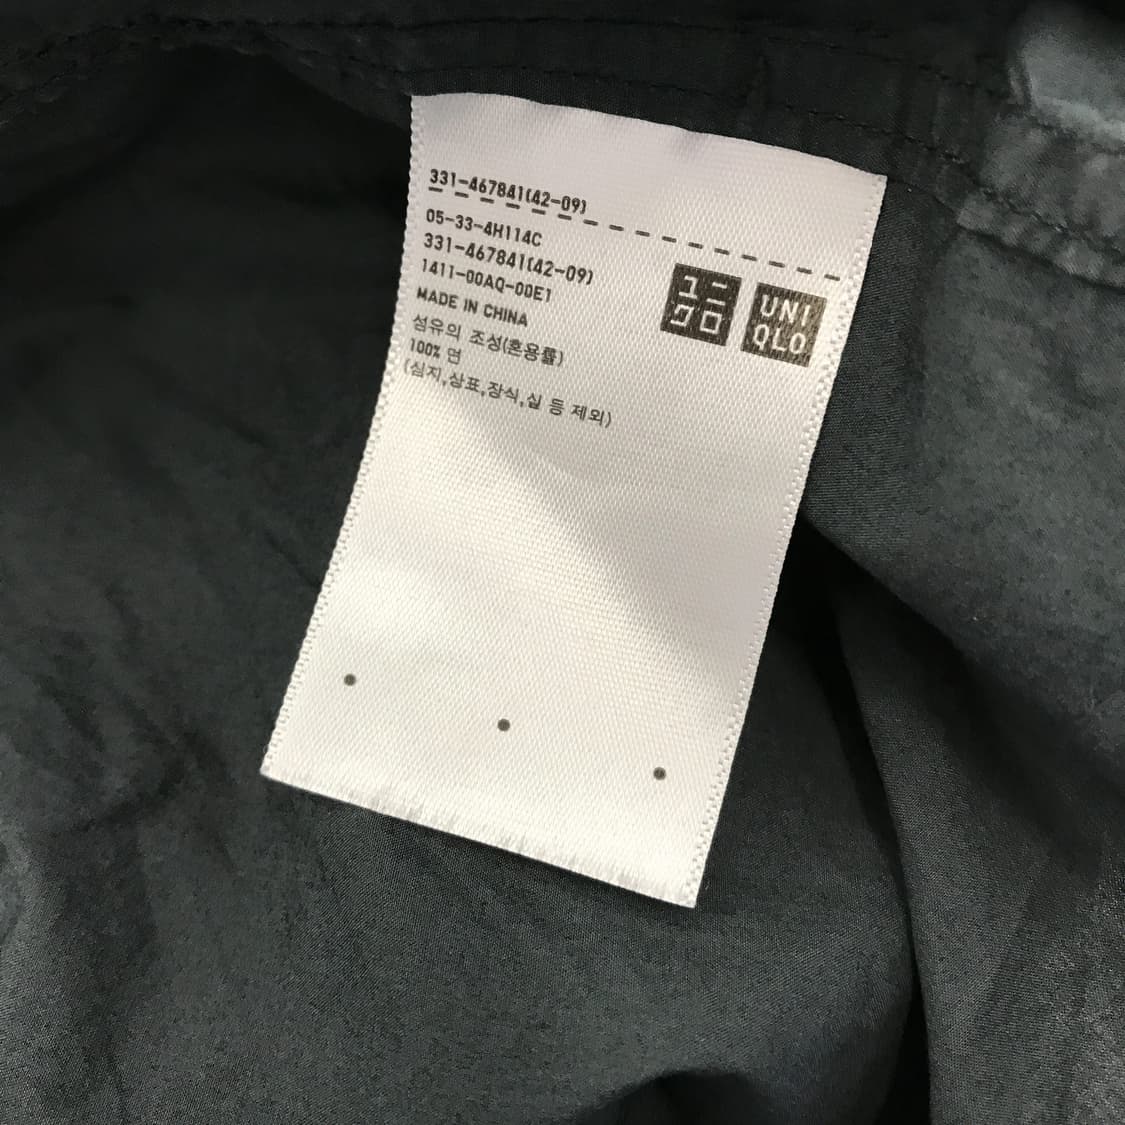 331-467841(42-09)
05-33-4H114C
331-467841(42-09)
1411-00AQ-00E1
MADE IN CHINA
섬유의 조성(혼용률)
100% 면
(심지,상표,장식,실 등 제외)
ユニ
クロ
UNI
QLO